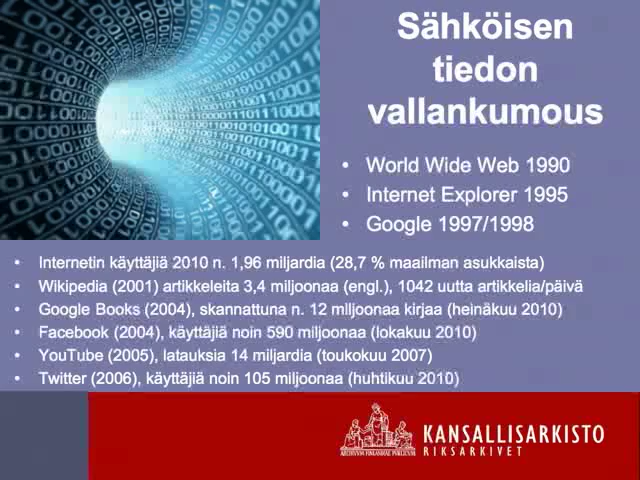 Sähköisen
tiedon
vallankumous
• World Wide Web 1990
• Internet Explorer 1995
• Google 1997/1998
• Internetin käyttäjiä 2010 n. 1,96 miljardia (28,7 % maailman asukkaista)
• Wikipedia (2001) artikkeleita 3,4 miljoonaa (engl.), 1042 uutta artikkelia/päivä
• Google Books (2004), skannattuna n. 12 miljoonaa kirjaa (heinäkuu 2010)
• Facebook (2004), käyttäjiä noin 590 miljoonaa (lokakuu 2010)
• YouTube (2005), latauksia 14 miljardia (toukokuu 2007)
• Twitter (2006), käyttäjiä noin 105 miljoonaa (huhtikuu 2010)
KANSALLISARKISTO
RIKSARKIVET
ARCHIVUM FINLANDIAE PUBLICUM